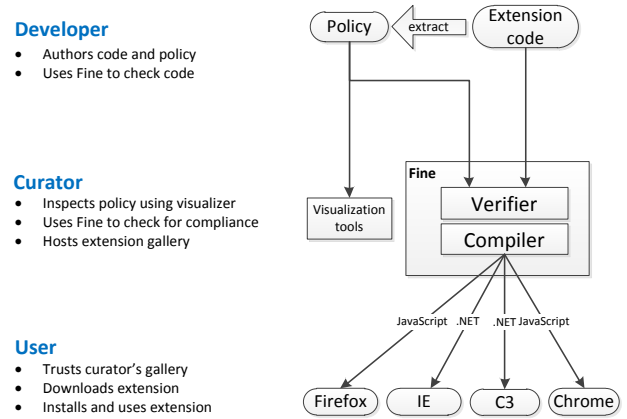 Developer
• Authors code and policy
• Uses Fine to check code
Policy
extract
Extension
code
Curator
• Inspects policy using visualizer
• Uses Fine to check for compliance
• Hosts extension gallery
Visualization
tools
Fine
Verifier
Compiler
JavaScript
.NET
.NET
JavaScript
User
• Trusts curator's gallery
• Downloads extension
• Installs and uses extension
Firefox
IE
C3
Chrome